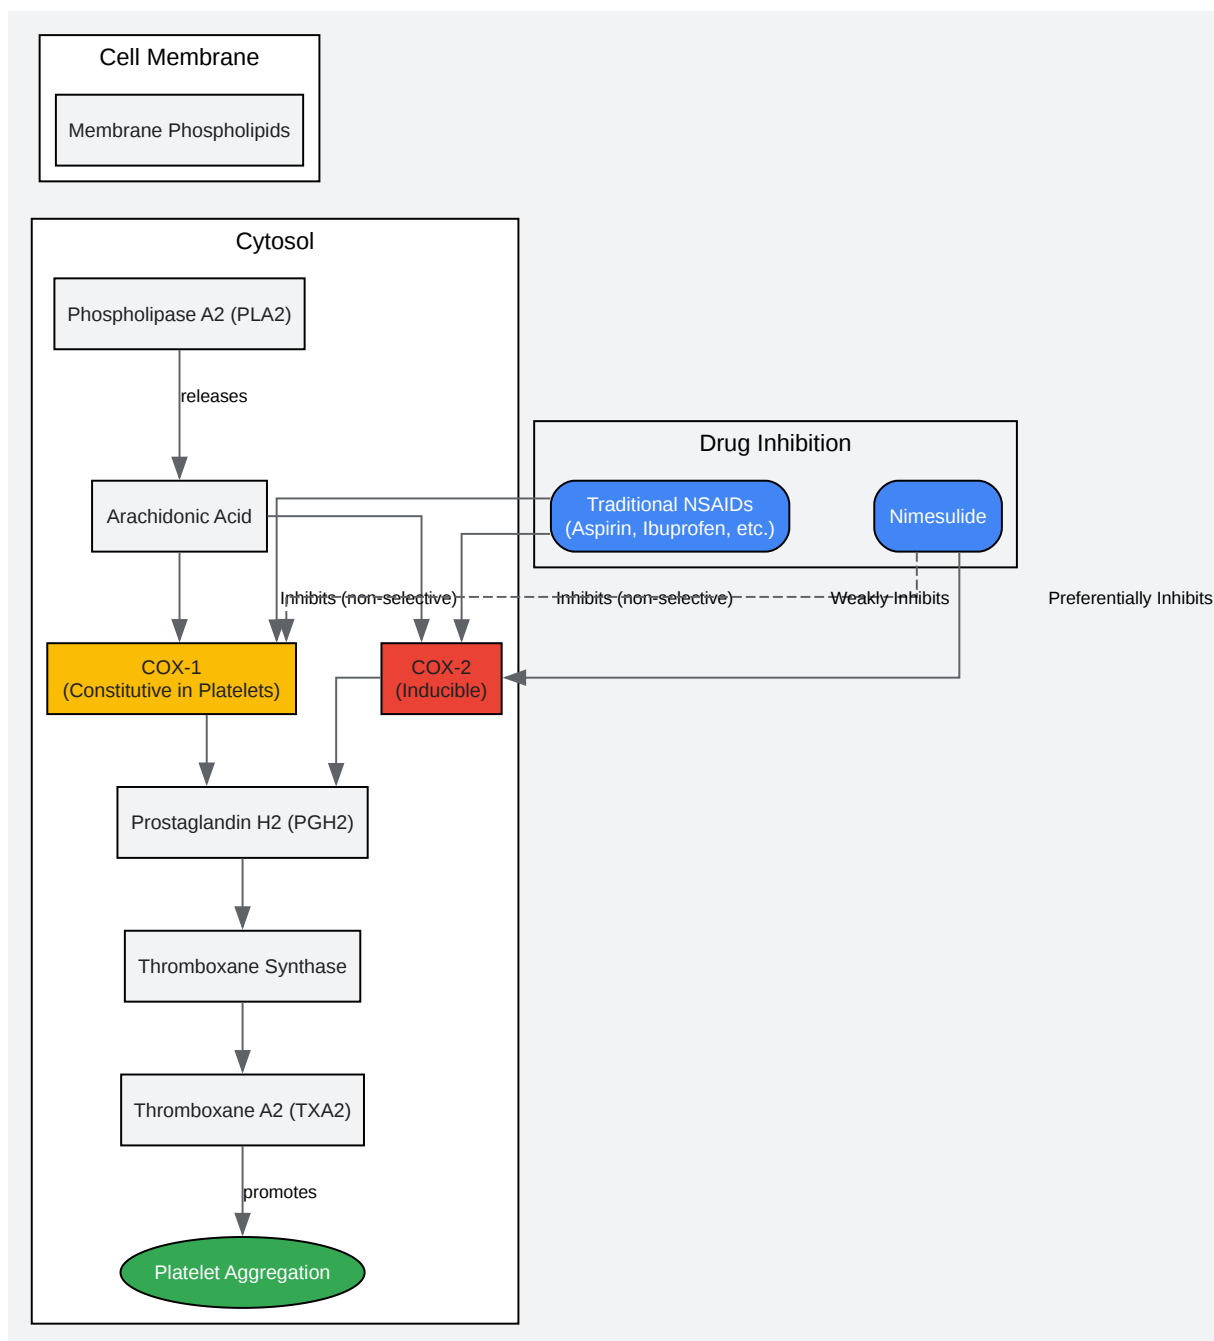 Cell Membrane
Membrane Phospholipids
Cytosol
Phospholipase A2 (PLA2)
releases
Drug Inhibition
Traditional NSAIDs
(Aspirin, Ibuprofen, etc.)
Nimesulide
Arachidonic Acid
Inhibits (non-selective)
Inhibits (non-selective)
Weakly Inhibits
Preferentially Inhibits
COX-1
(Constitutive in Platelets)
COX-2
(Inducible)
Prostaglandin H2 (PGH2)
Thromboxane Synthase
Thromboxane A2 (TXA2)
promotes
Platelet Aggregation